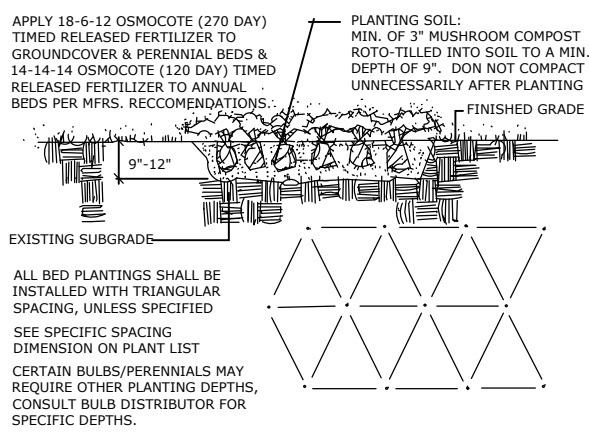 APPLY 18-6-12 OSMOCOTE (270 DAY)
TIMED RELEASED FERTILIZER TO
GROUNDCOVER & PERENNIAL BEDS &
14-14-14 OSMOCOTE (120 DAY) TIMED
RELEASED FERTILIZER TO ANNUAL
BEDS PER MFRS. RECCOMENDATIONS.
PLANTING SOIL:
MIN. OF 3" MUSHROOM COMPOST
ROTO-TILLED INTO SOIL TO A MIN.
DEPTH OF 9". DON NOT COMPACT
UNNECESSARILY AFTER PLANTING
FINISHED GRADE
9"-12"
EXISTING SUBGRADE
ALL BED PLANTINGS SHALL BE
INSTALLED WITH TRIANGULAR
SPACING, UNLESS SPECIFIED
SEE SPECIFIC SPACING
DIMENSION ON PLANT LIST
CERTAIN BULBS/PERENNIALS MAY
REQUIRE OTHER PLANTING DEPTHS,
CONSULT BULB DISTRIBUTOR FOR
SPECIFIC DEPTHS.